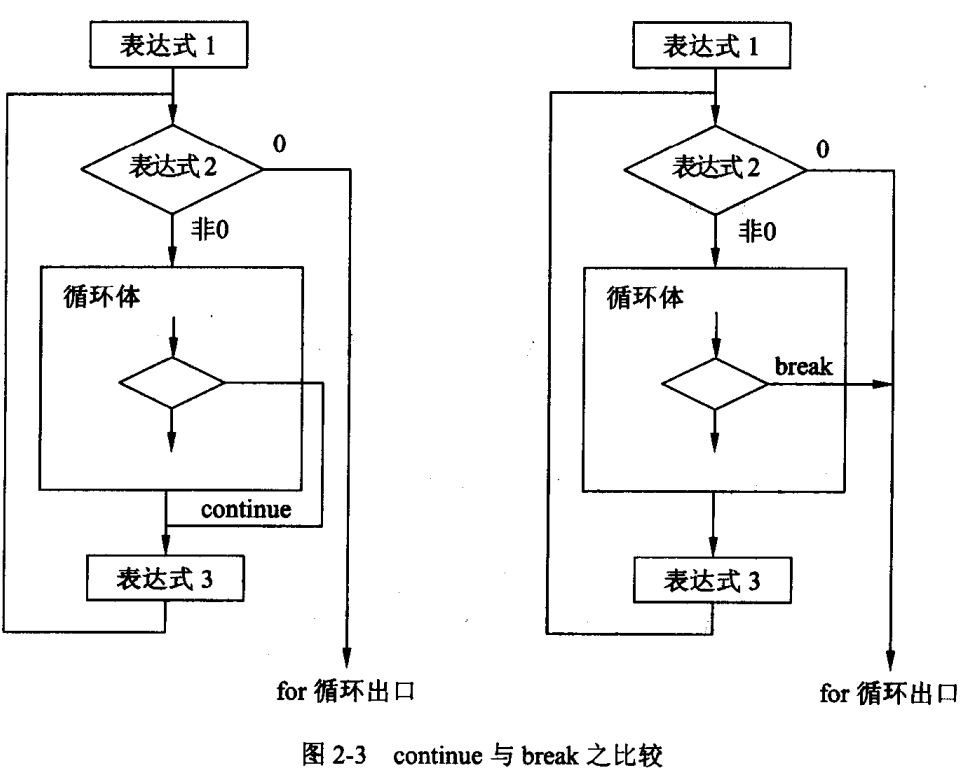 表达式 1
表达式 2
0
非0
循环体
continue
表达式 3
for 循环出口
表达式 1
表达式 2
0
非0
循环体
break
表达式 3
for 循环出口
图 2-3 continue 与 break 之比较